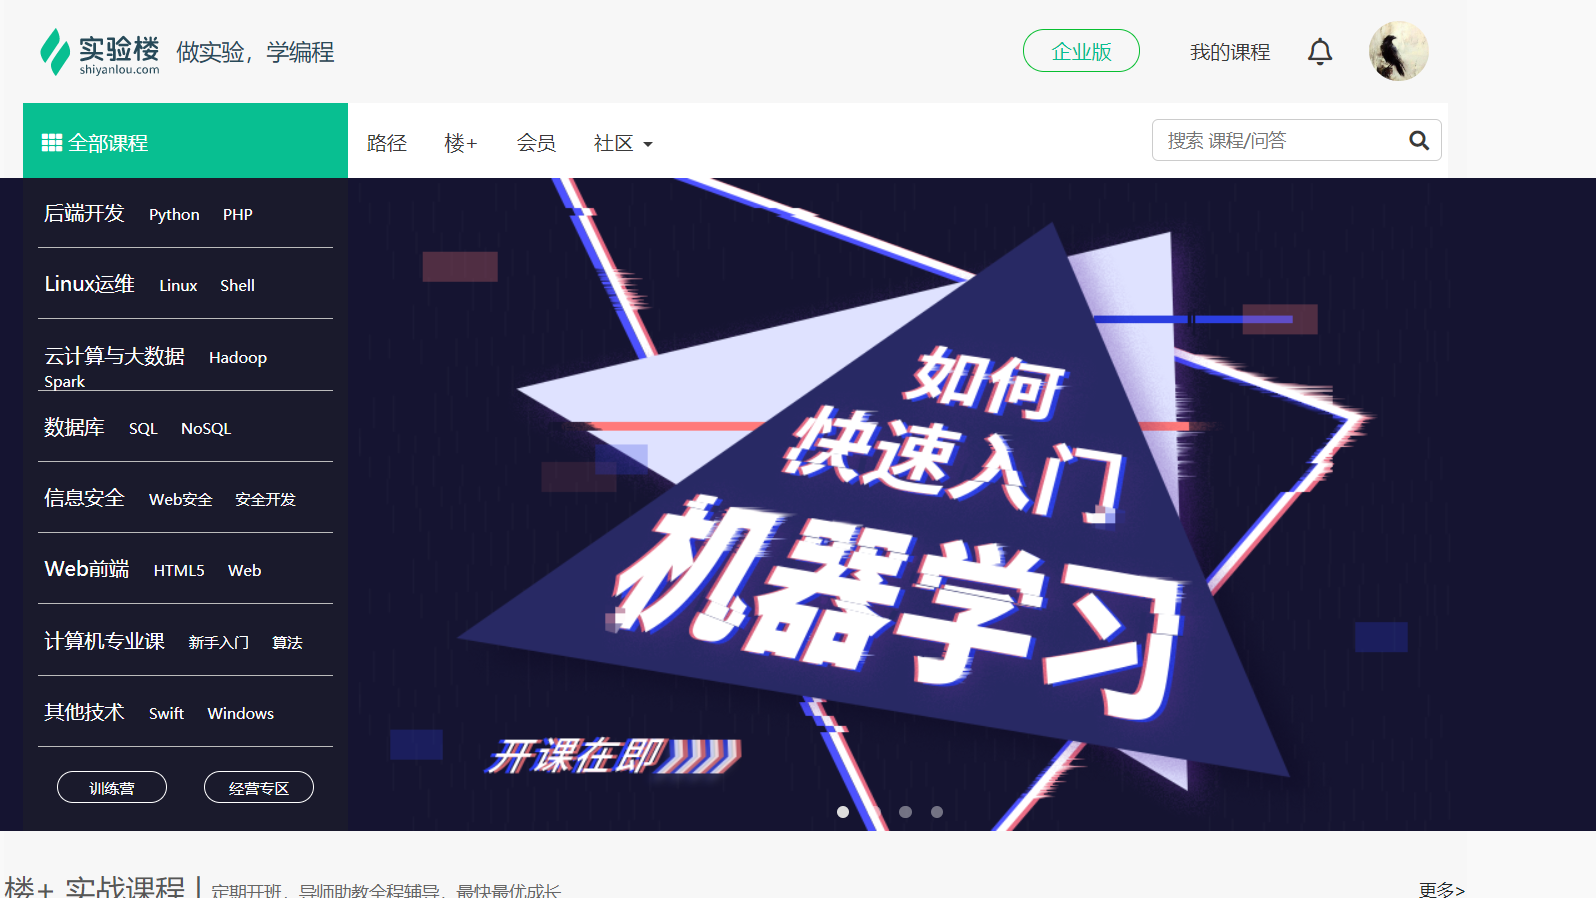 实验楼
shiyanlou.com
做实验，学编程
企业版
我的课程
全部课程
路径
楼+
会员
社区
搜索 课程/问答
后端开发 Python PHP
Linux运维 Linux Shell
云计算与大数据 Hadoop
Spark
数据库 SQL NoSQL
信息安全 Web安全 安全开发
Web前端 HTML5 Web
计算机专业课 新手入门 算法
其他技术 Swift Windows
训练营 经营专区
如何
快速入门
机器学习
开课在即
楼+ 实战课程 | 定期开班、导师助教全程辅导，最快最优成长
更多>